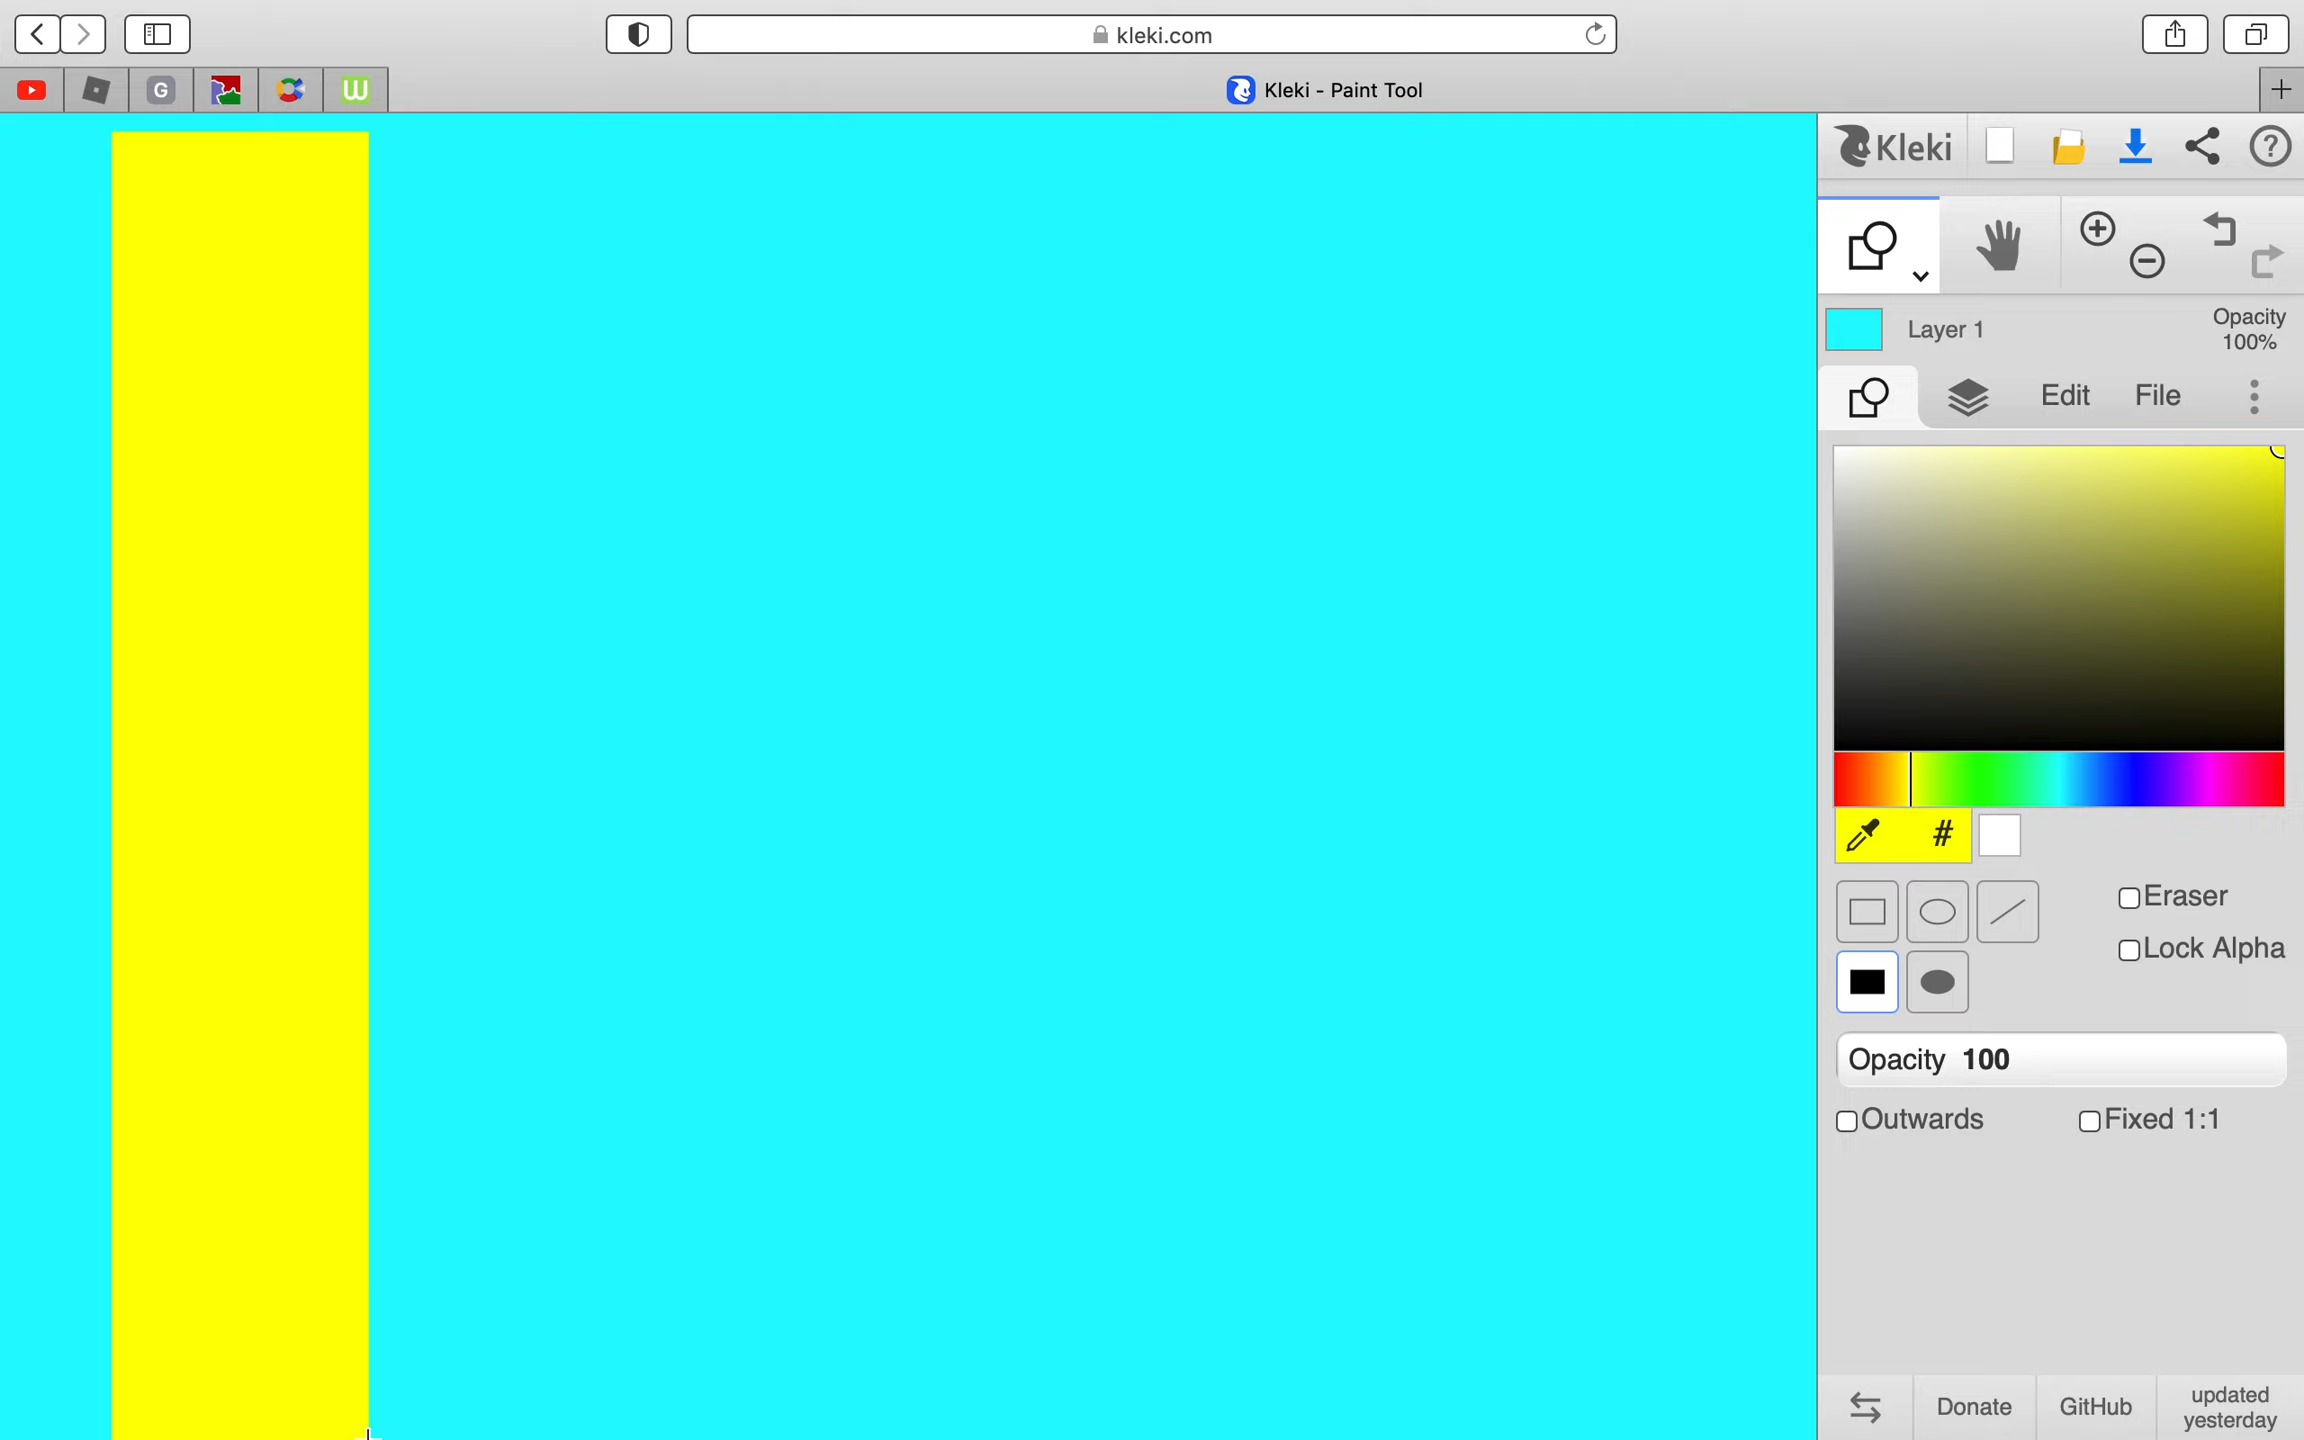 kleki.com
G
W
Kleki - Paint Tool
Kleki
Layer 1
Opacity
100%
Edit
File
#
Eraser
Lock Alpha
Opacity 100
Outwards
Fixed 1:1
Donate
GitHub
updated
yesterday